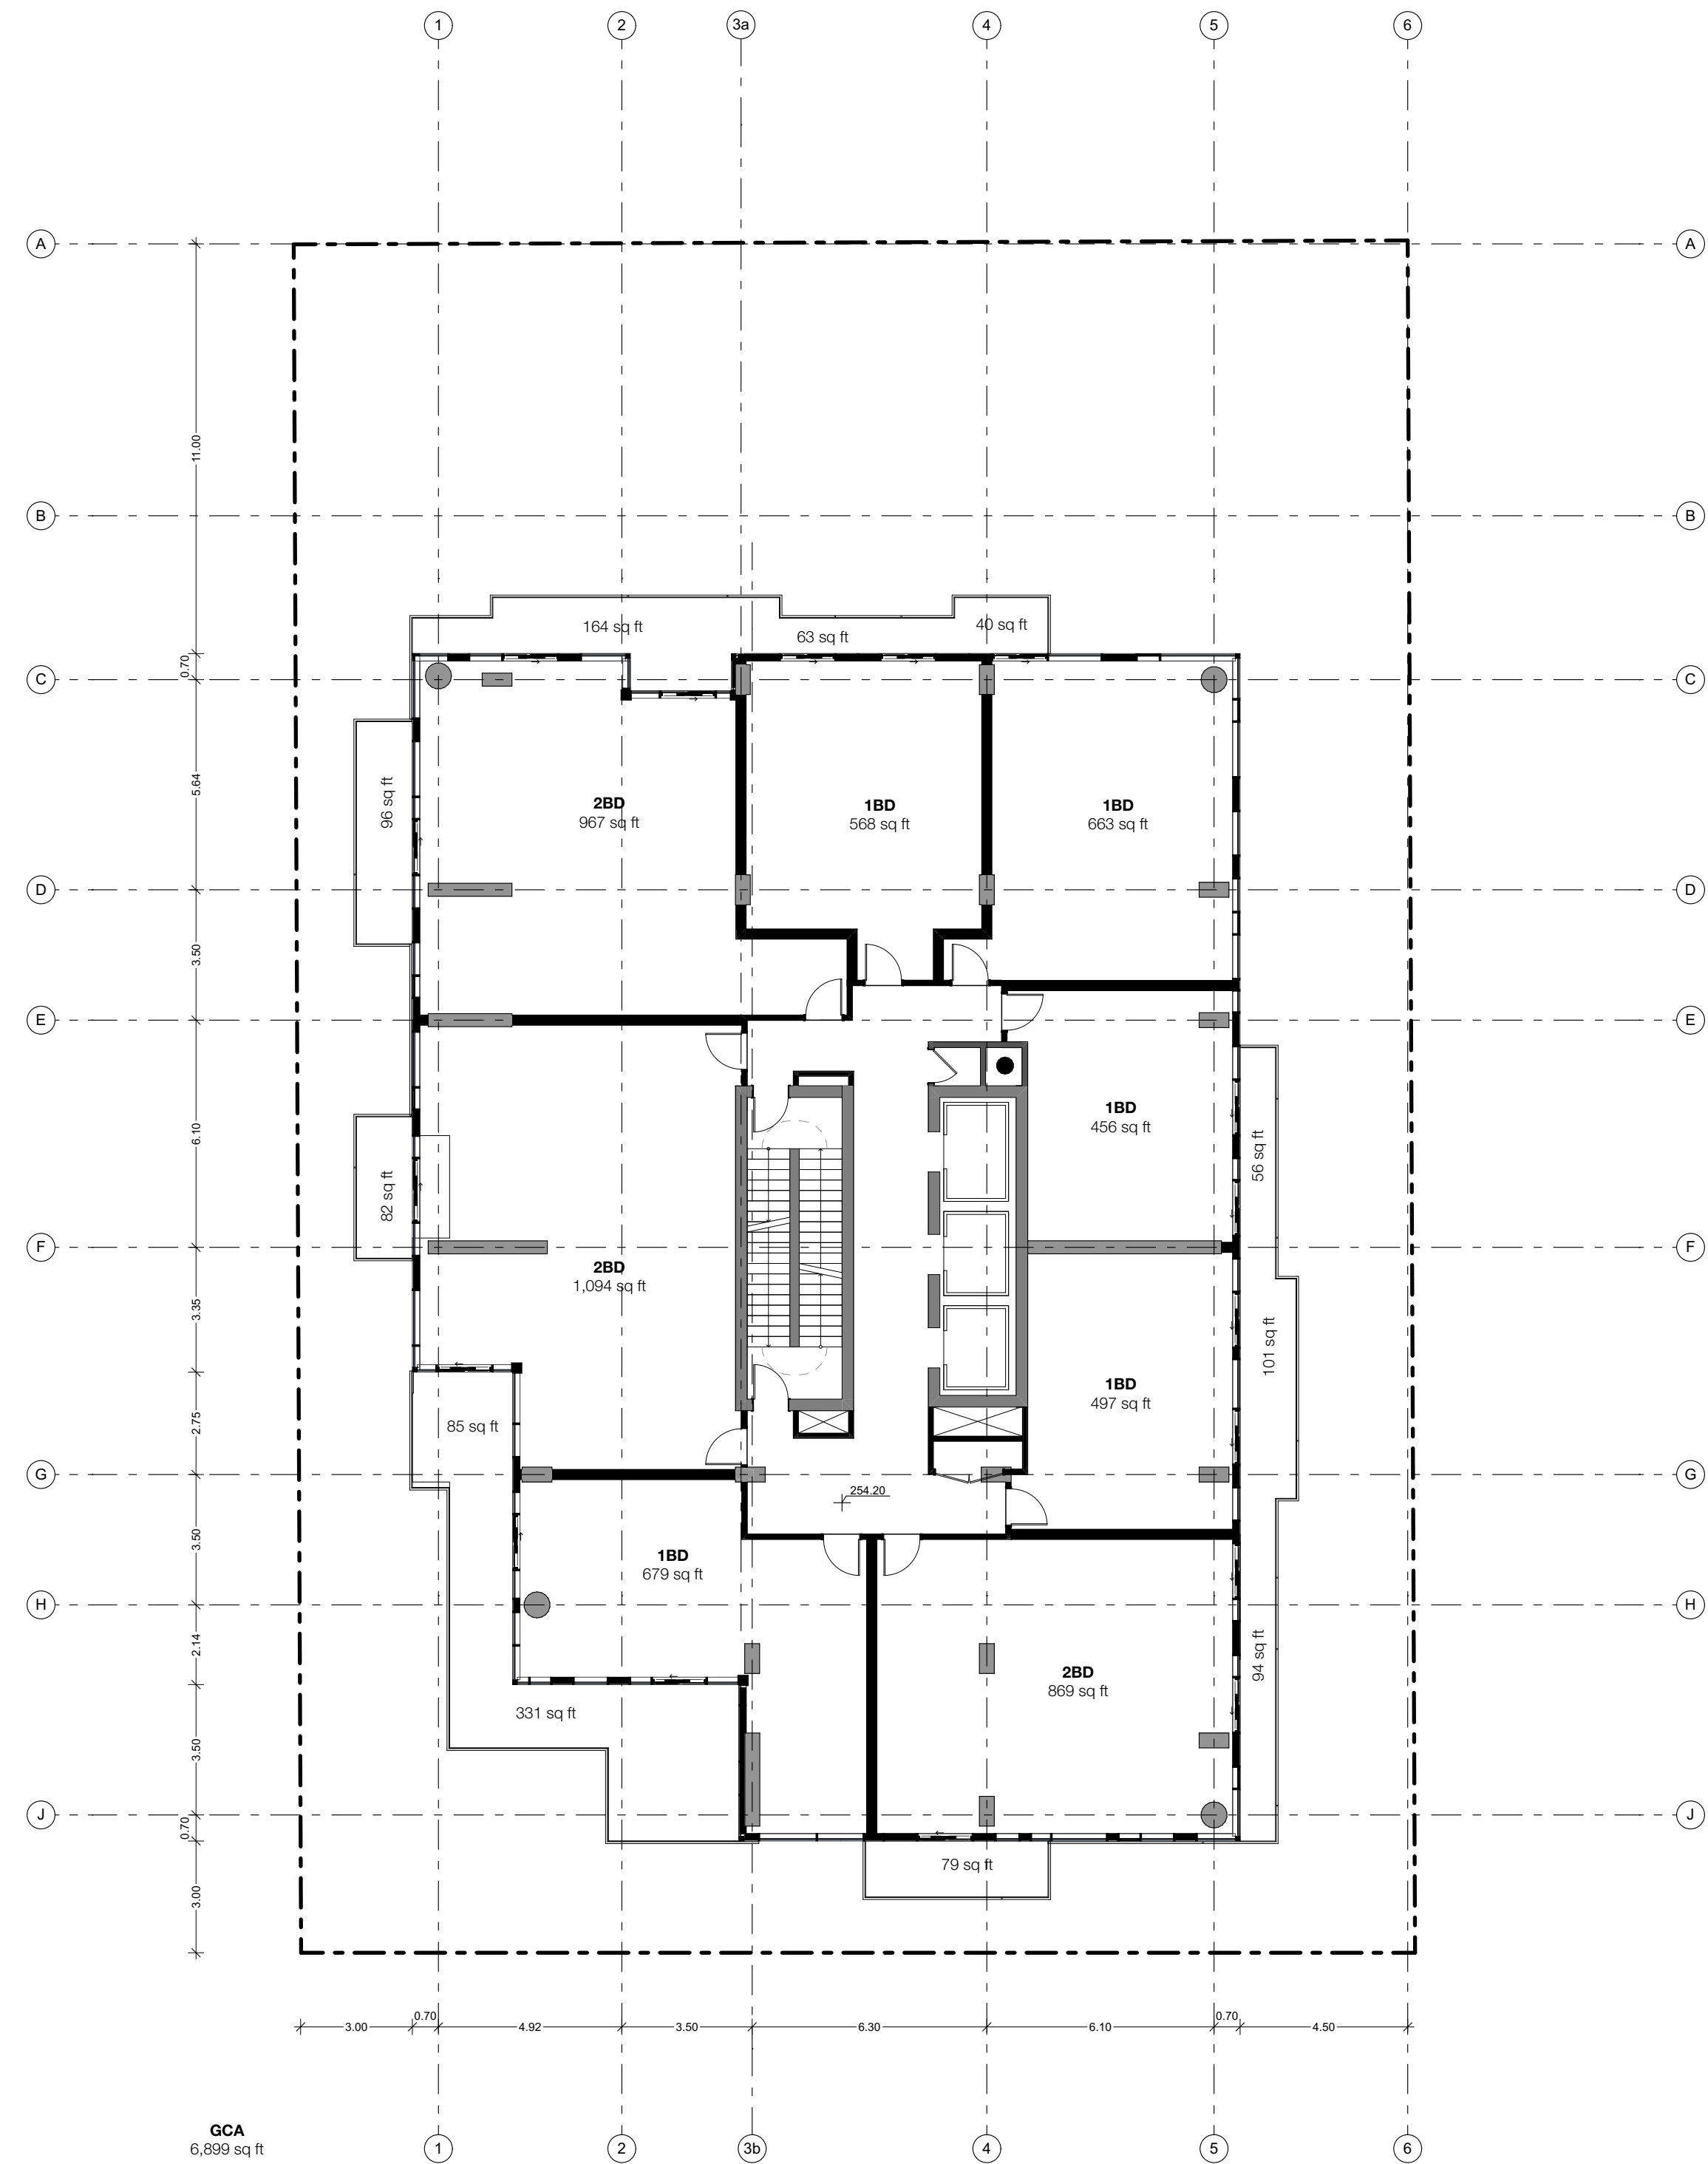 1 2 3a 4 5 6
A A
11.00
B B
164 sq ft 63 sq ft 40 sq ft
0.70
C C
5.64
96 sq ft
2BD
967 sq ft
1BD
568 sq ft
1BD
663 sq ft
D D
3.50
E E
6.10
1BD
456 sq ft
56 sq ft
82 sq ft
F F
2BD
1,094 sq ft
3.35
101 sq ft
1BD
497 sq ft
2.75
85 sq ft
G G
254.20
3.50
1BD
679 sq ft
H H
2.14
94 sq ft
2BD
869 sq ft
331 sq ft
3.50
J J
0.70
79 sq ft
3.00
3.00 0.70 4.92 3.50 6.30 6.10 0.70 4.50
GCA
6,899 sq ft
1 2 3b 4 5 6